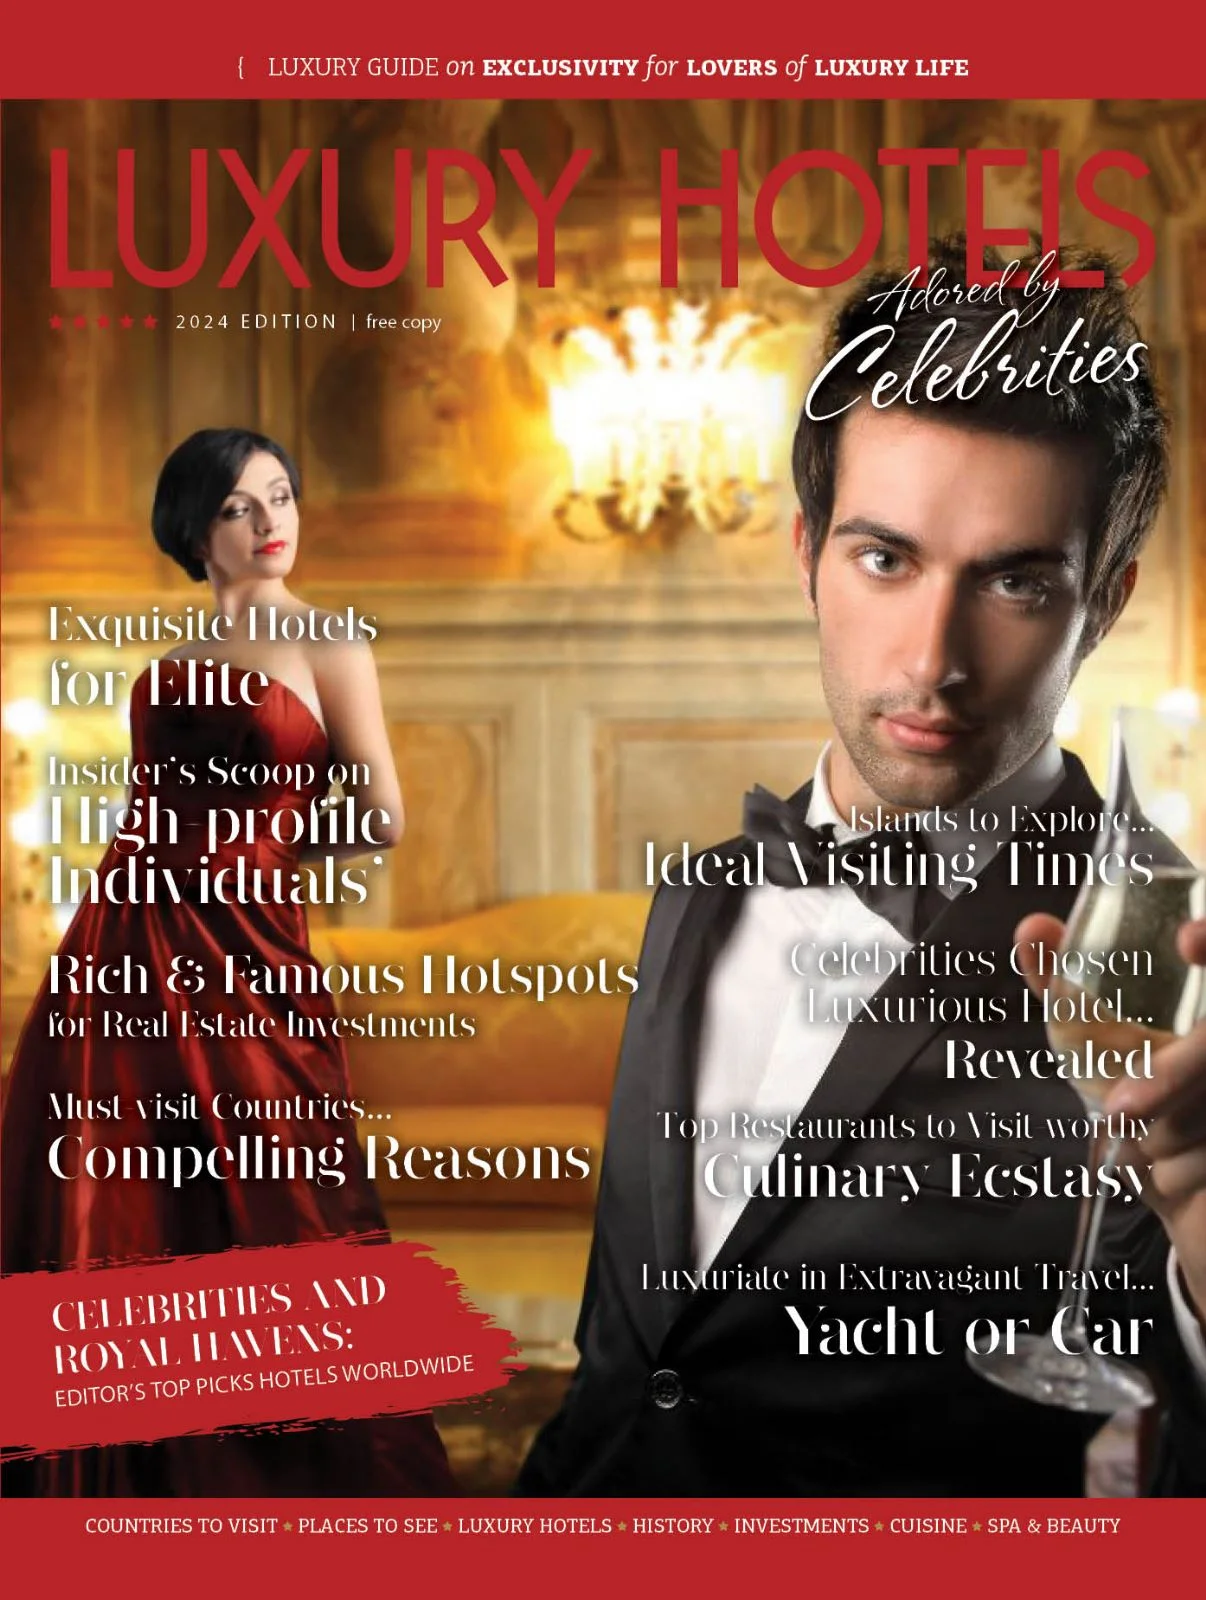 { LUXURY GUIDE on EXCLUSIVITY for LOVERS of LUXURY LIFE
LUXURY HOTELS
Adored by
Celebrities
★★★★★ 2024 EDITION | free copy
Exquisite Hotels
for Elite
Insider's Scoop on
High-profile
Individuals'
Rich & Famous Hotspots
for Real Estate Investments
Must-visit Countries...
Compelling Reasons
Islands to Explore...
Ideal Visiting Times
Celebrities Chosen
Luxurious Hotel...
Revealed
Top Restaurants to Visit-worthy
Culinary Ecstasy
Luxuriate in Extravagant Travel...
Yacht or Car
CELEBRITIES AND
ROYAL HAVENS:
EDITOR'S TOP PICKS HOTELS WORLDWIDE
COUNTRIES TO VISIT ★ PLACES TO SEE ★ LUXURY HOTELS ★ HISTORY ★ INVESTMENTS ★ CUISINE ★ SPA & BEAUTY